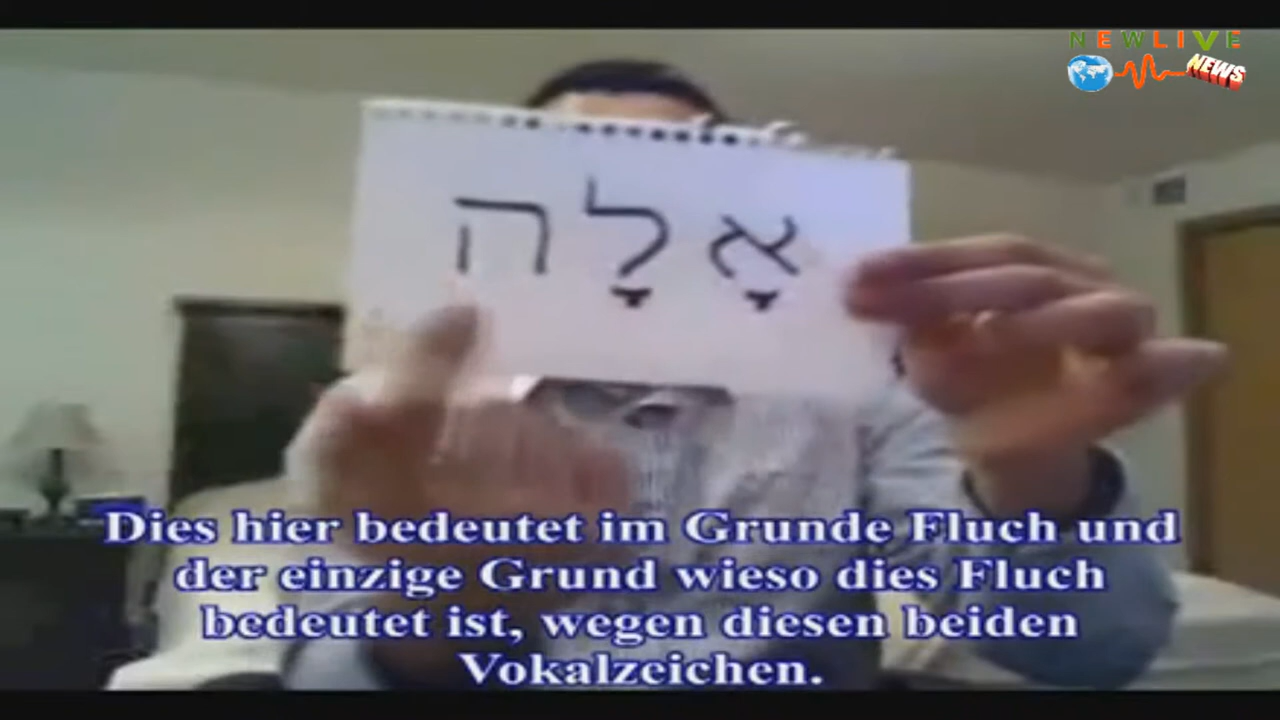 NEWLIVE
NEWS
אָלָה
Dies hier bedeutet im Grunde Fluch und
der einzige Grund wieso dies Fluch
bedeutet ist, wegen diesen beiden
Vokalzeichen.